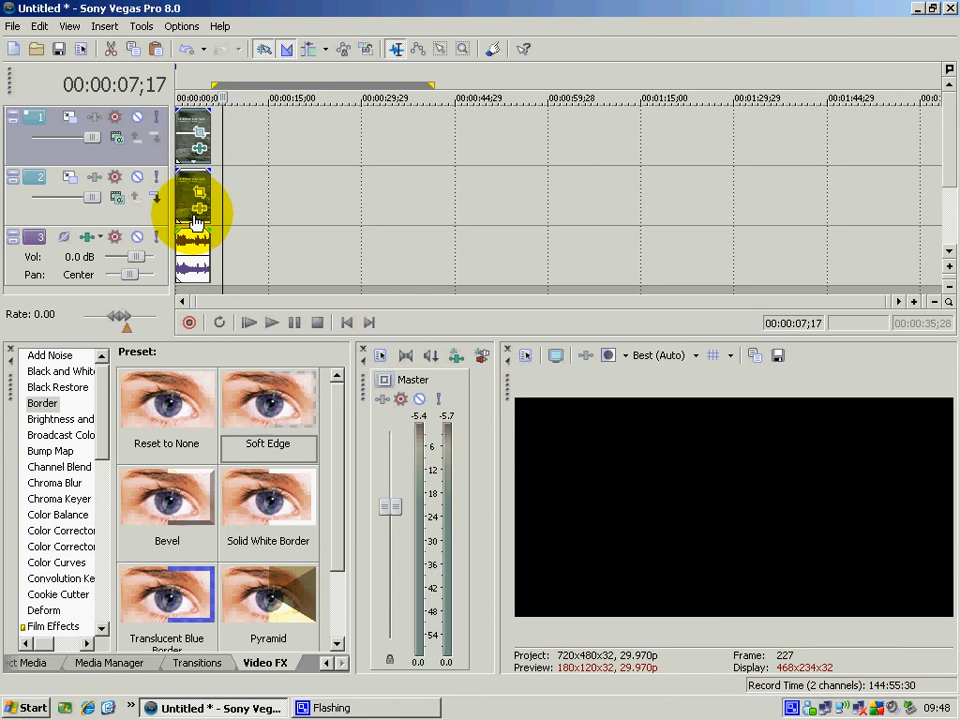 Untitled * - Sony Vegas Pro 8.0
File Edit View Insert Tools Options Help
00:00:07;17
00:00:00;0 00:00:15;00 00:00:29;29 00:00:44;29 00:00:59;28 00:01:15;00 00:01:29;29 00:01:44;29 00:0
1
2
3
Vol: 0.0 dB
Pan: Center
Rate: 0.00
00:00:07;17 00:00:35;28
Add Noise
Black and White
Black Restore
Border
Brightness and
Broadcast Colo
Bump Map
Channel Blend
Chroma Blur
Chroma Keyer
Color Balance
Color Corrector
Color Corrector
Color Curves
Convolution Ke
Cookie Cutter
Deform
Film Effects
Preset:
Reset to None Soft Edge
Bevel Solid White Border
Translucent Blue Border Pyramid
ct Media Media Manager Transitions Video FX
Master
-5.4 -5.7
6
12
18
24
30
36
42
48
54
0.0 0.0
Best (Auto)
Project: 720x480x32, 29.970p Frame: 227
Preview: 180x120x32, 29.970p Display: 468x234x32
Record Time (2 channels): 144:55:30
Start Untitled * - Sony Veg... Flashing 09:48